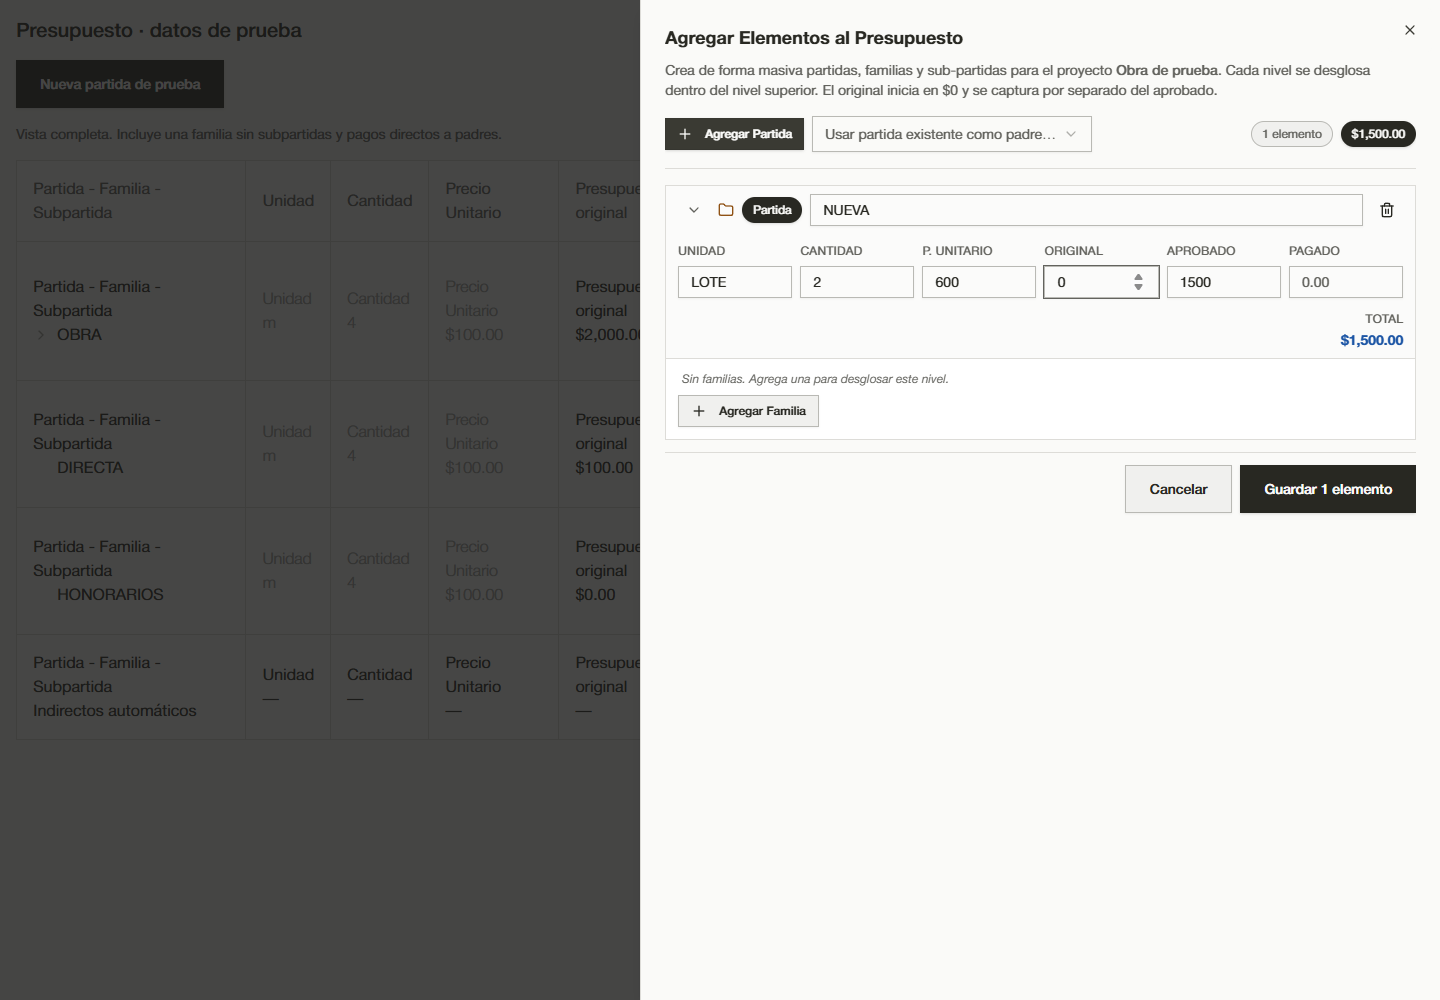 Presupuesto · datos de prueba
Nueva partida de prueba
Vista completa. Incluye una familia sin subpartidas y pagos directos a padres.
Partida - Familia - Subpartida
Unidad
Cantidad
Precio Unitario
Presupue original
Partida - Familia - Subpartida
OBRA
Unidad
m
Cantidad
4
Precio Unitario
$100.00
Presupue original
$2,000.00
Partida - Familia - Subpartida
DIRECTA
Unidad
m
Cantidad
4
Precio Unitario
$100.00
Presupue original
$100.00
Partida - Familia - Subpartida
HONORARIOS
Unidad
m
Cantidad
4
Precio Unitario
$100.00
Presupue original
$0.00
Partida - Familia - Subpartida
Indirectos automáticos
Unidad
—
Cantidad
—
Precio Unitario
—
Presupue original
—
Agregar Elementos al Presupuesto
Crea de forma masiva partidas, familias y sub-partidas para el proyecto Obra de prueba. Cada nivel se desglosa
dentro del nivel superior. El original inicia en $0 y se captura por separado del aprobado.
Agregar Partida
Usar partida existente como padre...
1 elemento
$1,500.00
Partida
NUEVA
UNIDAD CANTIDAD P. UNITARIO ORIGINAL APROBADO PAGADO
LOTE 2 600 0 1500 0.00
TOTAL
$1,500.00
Sin familias. Agrega una para desglosar este nivel.
Agregar Familia
Cancelar
Guardar 1 elemento